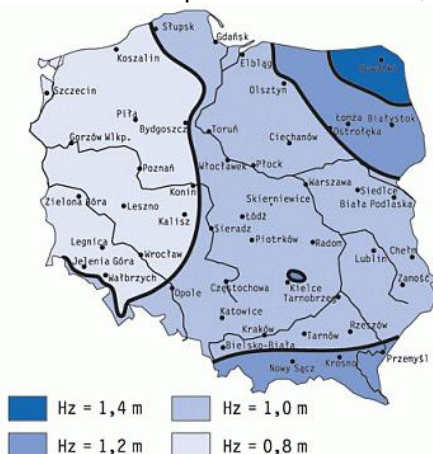 Słupsk
Gdańsk
Koszalin
Elbląg
Suwałki
Olsztyn
Szczecin
Piła
Bydgoszcz
Toruń
Łomża Białystok
Ostrołęka
Gorzów Wlkp.
Ciechanów
Włocławek
Płock
Poznań
Warszawa
Konin
Siedlce
Zielona Góra
Leszno
Skierniewice
Biała Podlaska
Kalisz
Łódź
Sieradz
Piotrków
Radom
Legnica
Wrocław
Lublin
Chełm
Jelenia Góra
Wałbrzych
Opole
Częstochowa
Kielce
Zamość
Tarnobrzeg
Katowice
Kraków
Tarnów
Rzeszów
Bielsko-Biała
Przemyśl
Nowy Sącz
Krosno
Hz = 1,4 m
Hz = 1,0 m
Hz = 1,2 m
Hz = 0,8 m